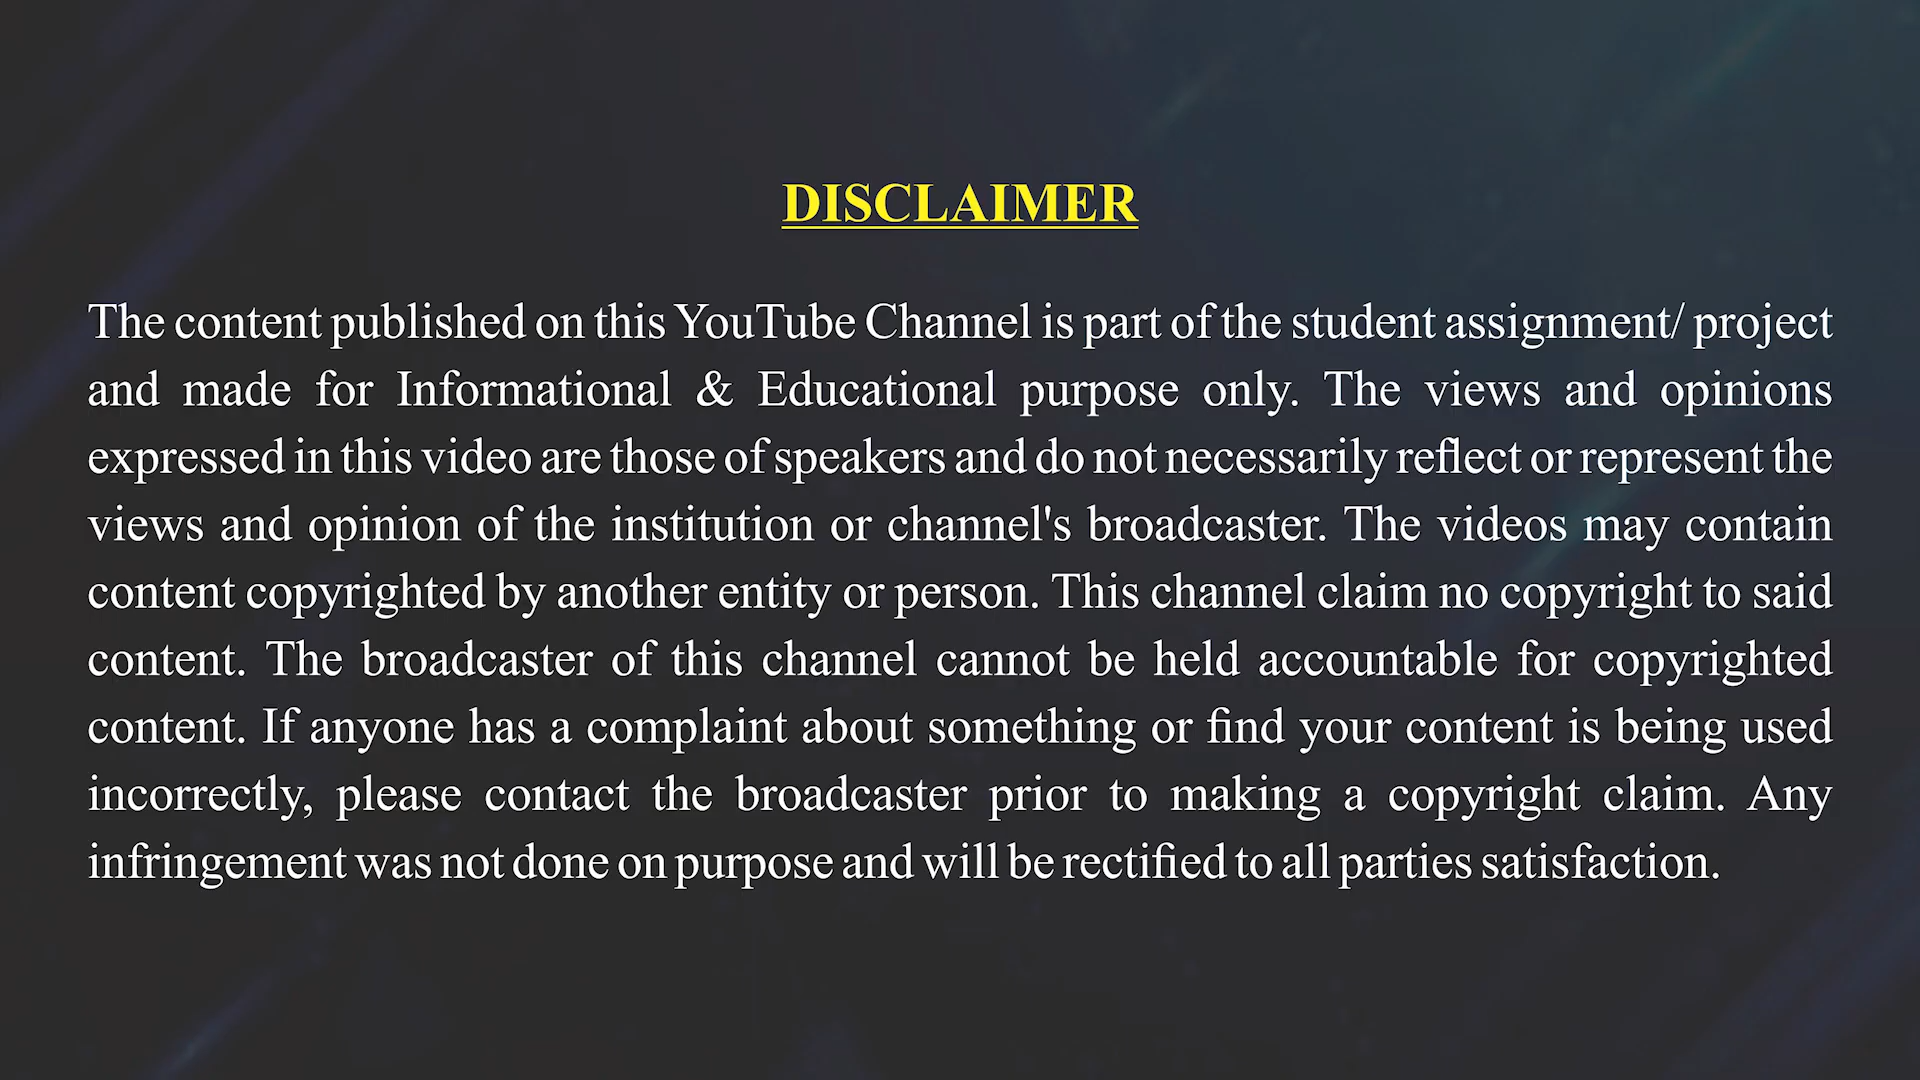 DISCLAIMER
The content published on this YouTube Channel is part of the student assignment/ project
and made for Informational & Educational purpose only. The views and opinions
expressed in this video are those of speakers and do not necessarily reflect or represent the
views and opinion of the institution or channel's broadcaster. The videos may contain
content copyrighted by another entity or person. This channel claim no copyright to said
content. The broadcaster of this channel cannot be held accountable for copyrighted
content. If anyone has a complaint about something or find your content is being used
incorrectly, please contact the broadcaster prior to making a copyright claim. Any
infringement was not done on purpose and will be rectified to all parties satisfaction.